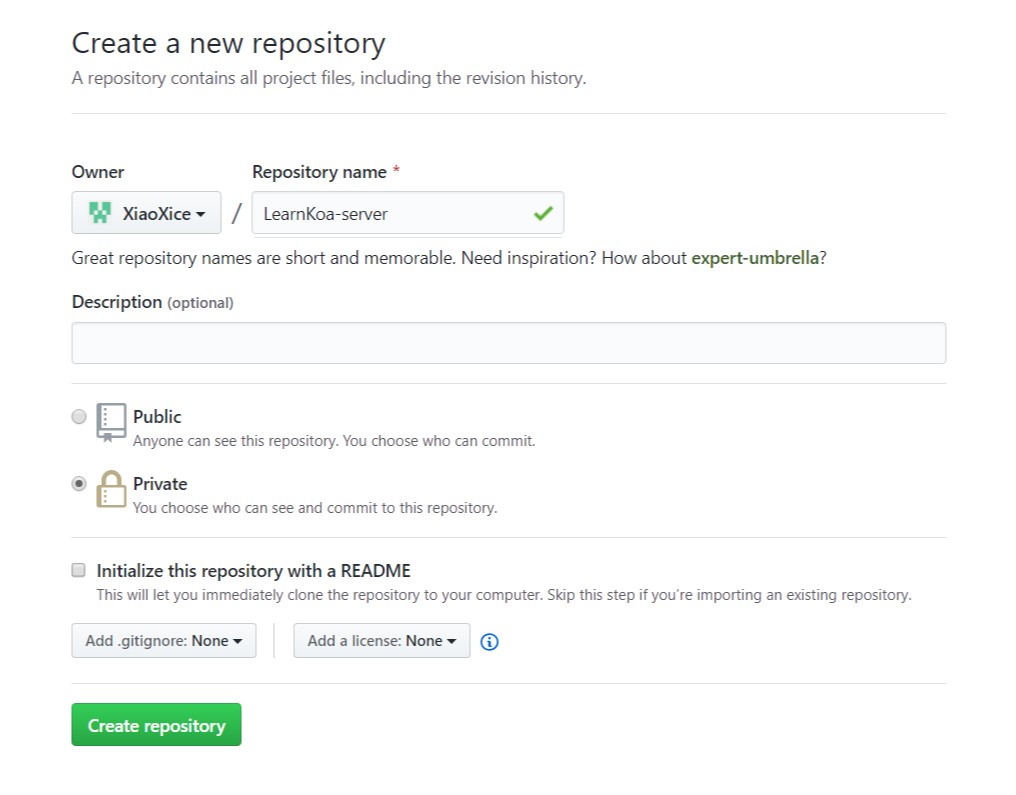 Create a new repository
A repository contains all project files, including the revision history.
Owner
Repository name *
XiaoXice
/
LearnKoa-server
Great repository names are short and memorable. Need inspiration? How about expert-umbrella?
Description (optional)
Public
Anyone can see this repository. You choose who can commit.
Private
You choose who can see and commit to this repository.
Initialize this repository with a README
This will let you immediately clone the repository to your computer. Skip this step if you’re importing an existing repository.
Add .gitignore: None
Add a license: None
Create repository